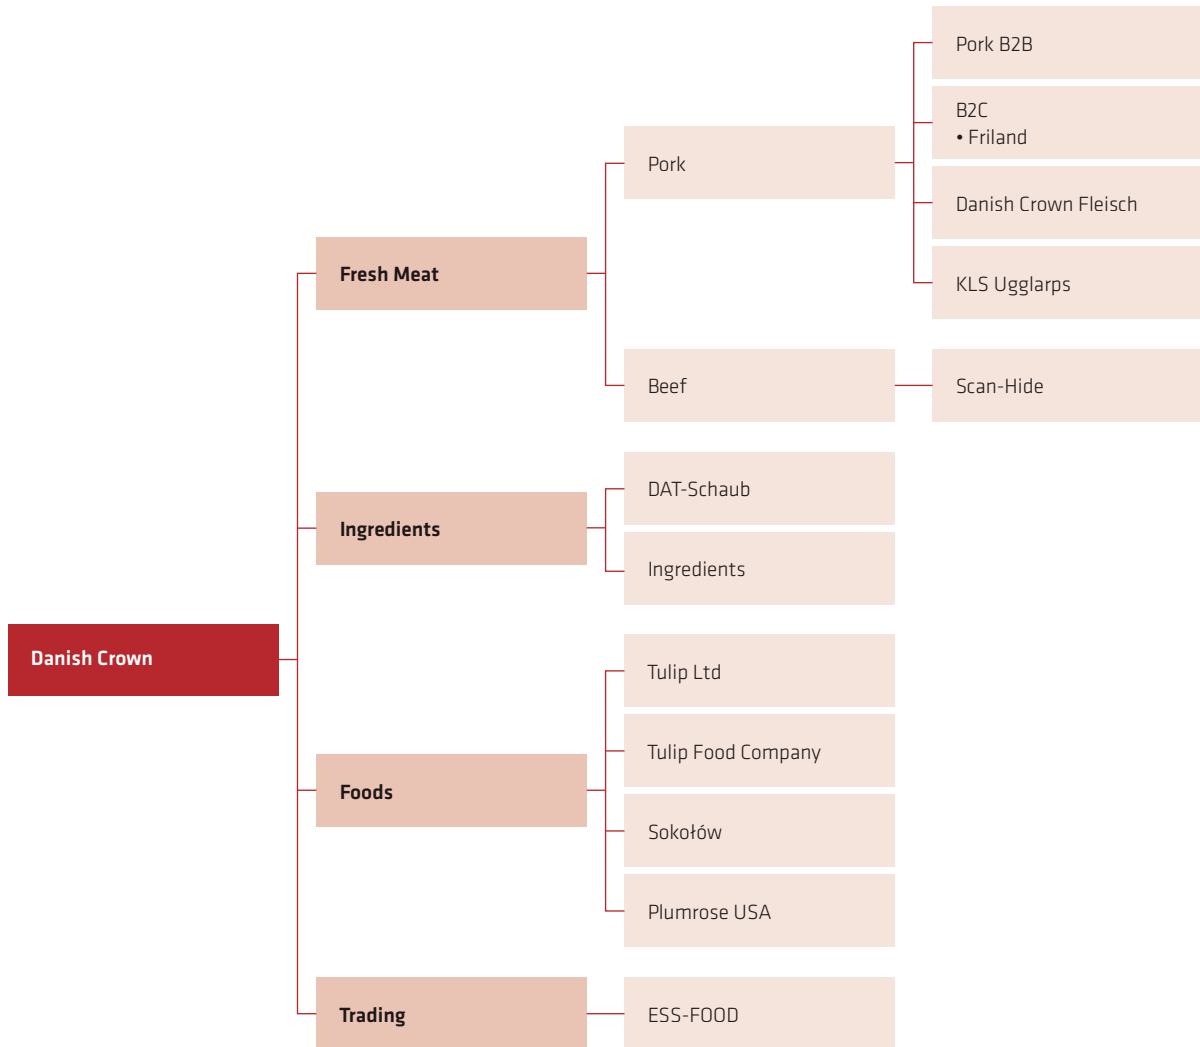 Pork B2B
B2C
• Friland
Pork
Danish Crown Fleisch
Fresh Meat
KLS Ugglarps
Beef
Scan-Hide
DAT-Schaub
Ingredients
Ingredients
Danish Crown
Tulip Ltd
Tulip Food Company
Foods
Sokołów
Plumrose USA
Trading
ESS-FOOD